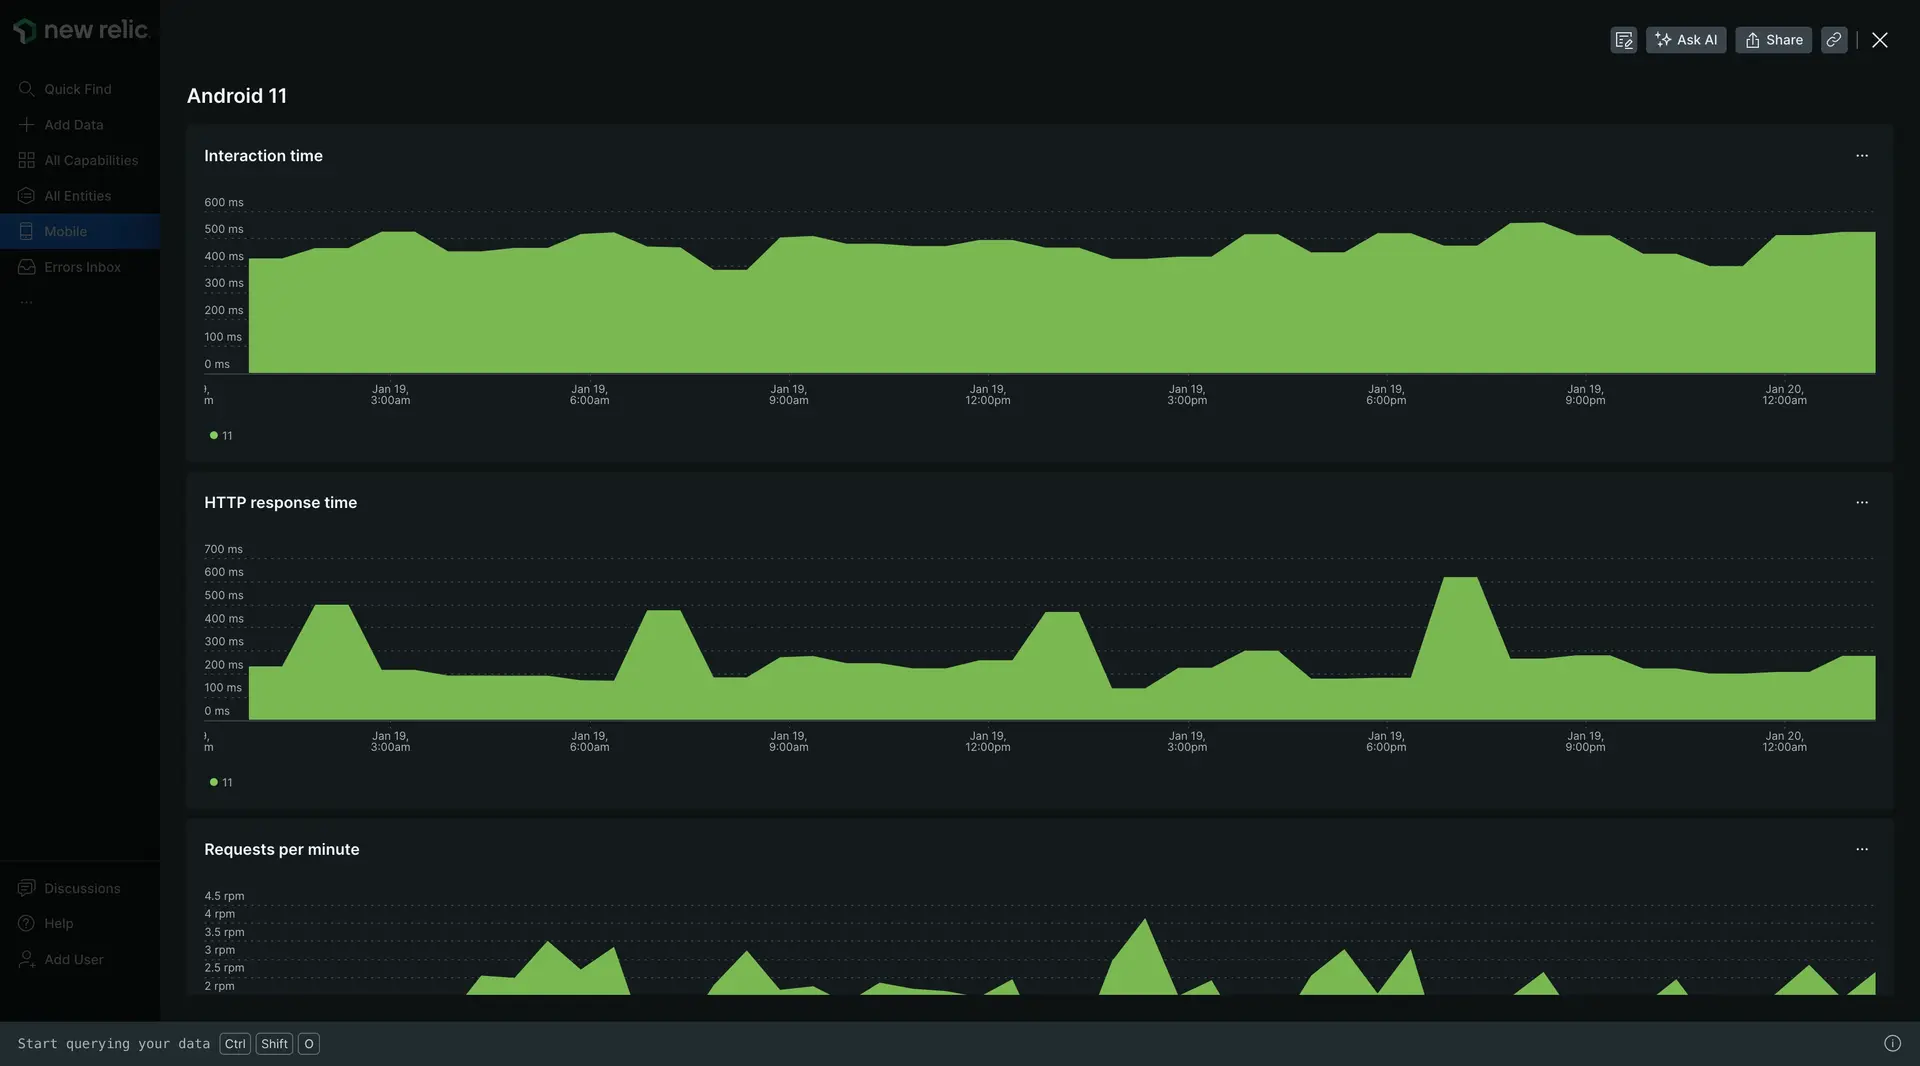 new relic.
Quick Find
Add Data
All Capabilities
All Entities
Mobile
Errors Inbox
...
Discussions
Help
Add User
Ask AI
Share
Android 11
Interaction time
...
600 ms
500 ms
400 ms
300 ms
200 ms
100 ms
0 ms
),
m
Jan 19,
3:00am
Jan 19,
6:00am
Jan 19,
9:00am
Jan 19,
12:00pm
Jan 19,
3:00pm
Jan 19,
6:00pm
Jan 19,
9:00pm
Jan 20,
12:00am
11
HTTP response time
...
700 ms
600 ms
500 ms
400 ms
300 ms
200 ms
100 ms
0 ms
),
m
Jan 19,
3:00am
Jan 19,
6:00am
Jan 19,
9:00am
Jan 19,
12:00pm
Jan 19,
3:00pm
Jan 19,
6:00pm
Jan 19,
9:00pm
Jan 20,
12:00am
11
Requests per minute
...
4.5 rpm
4 rpm
3.5 rpm
3 rpm
2.5 rpm
2 rpm
Start querying your data Ctrl Shift O